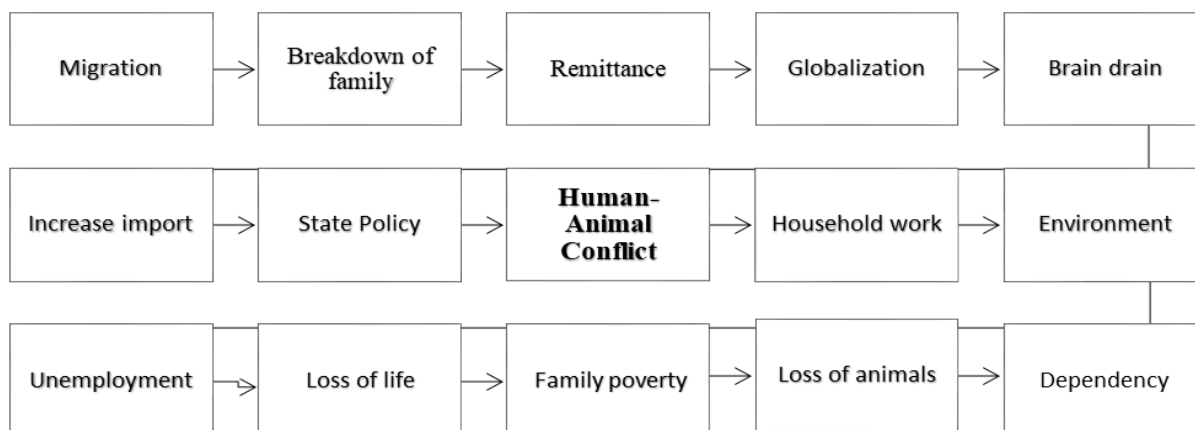 Migration
Breakdown of
family
Remittance
Globalization
Brain drain
Increase import
State Policy
Human-
Animal
Conflict
Household work
Environment
Unemployment
Loss of life
Family poverty
Loss of animals
Dependency